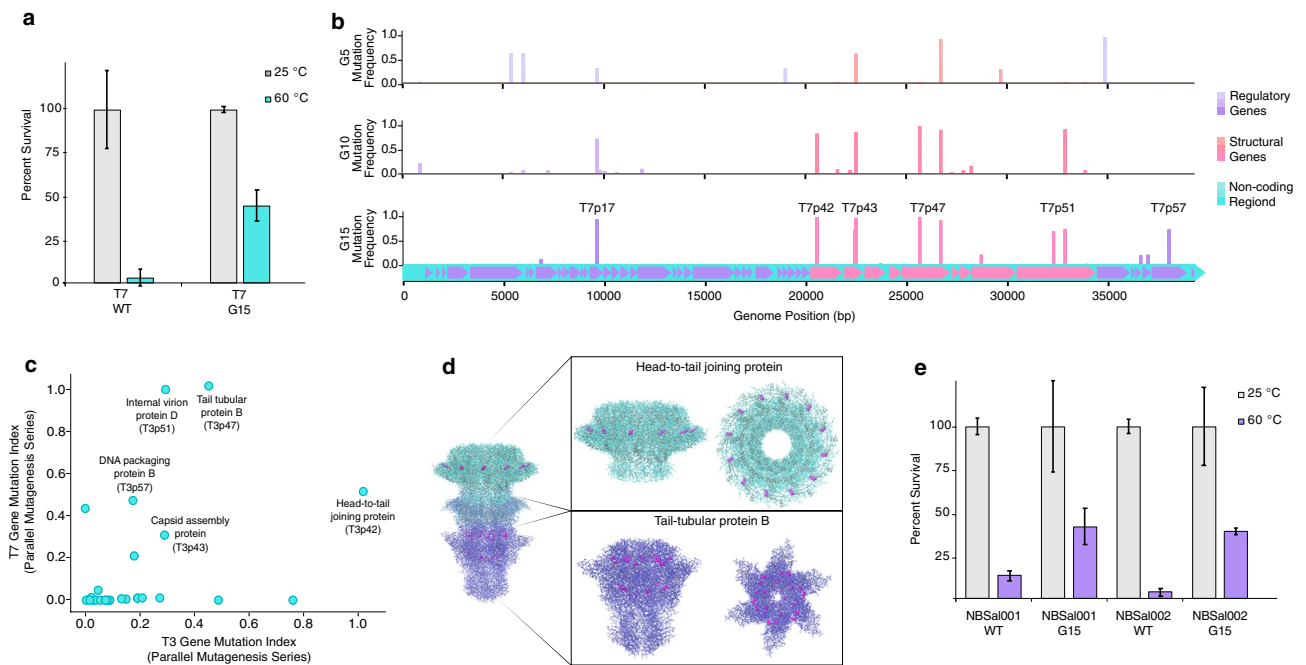 a
Percent Survival
100
75
50
25
0
25 °C
60 °C
T7
WT
T7
G15
b
G5
Mutation
Frequency
1.0
0.5
0.0
G10
Mutation
Frequency
1.0
0.5
0.0
G15
Mutation
Frequency
1.0
0.5
0.0
T7p17
T7p42
T7p43
T7p47
T7p51
T7p57
0
5000
10000
15000
20000
25000
30000
35000
Genome Position (bp)
Regulatory
Genes
Structural
Genes
Non-coding
Regiond
c
T7 Gene Mutation Index
(Parallel Mutagenesis Series)
1.0
0.8
0.6
0.4
0.2
0.0
Internal virion
protein D
(T3p51)
Tail tubular
protein B
(T3p47)
DNA packaging
protein B
(T3p57)
Capsid assembly
protein
(T3p43)
Head-to-tail
joining protein
(T3p42)
0.0
0.2
0.4
0.6
0.8
1.0
T3 Gene Mutation Index
(Parallel Mutagenesis Series)
d
Head-to-tail joining protein
Tail-tubular protein B
e
Percent Survival
100
75
50
25
25 °C
60 °C
NBSal001
WT
NBSal001
G15
NBSal002
WT
NBSal002
G15